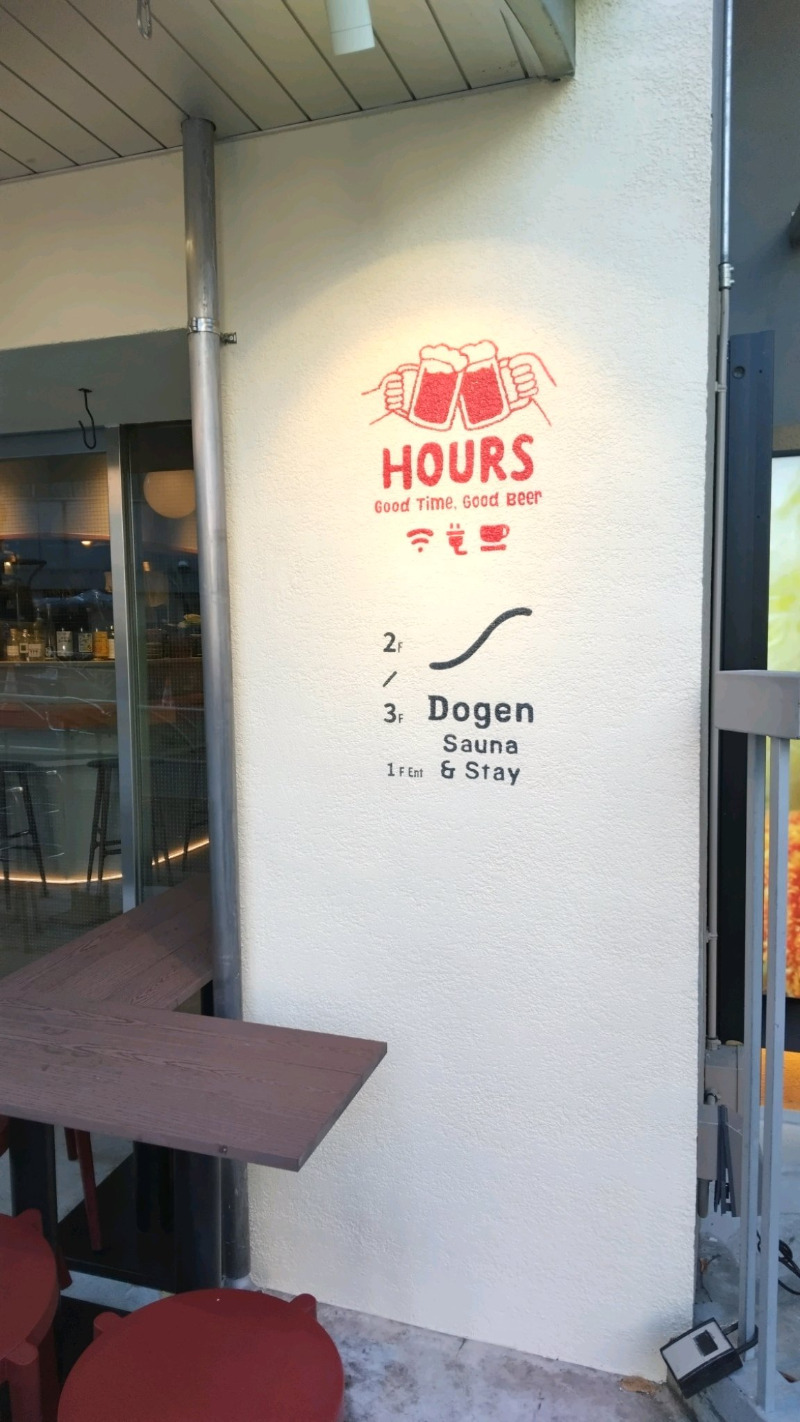 HOURS
Good Time, Good Beer
2F
/
3F
Dogen
Sauna
1F Ent & Stay